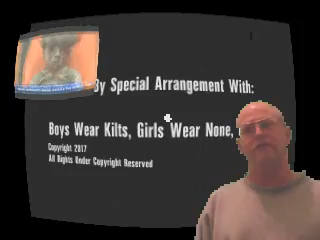 By Special Arrangement With:
Boys Wear Kilts, Girls Wear None,
Copyright 2017
All Rights Under Copyright Reserved